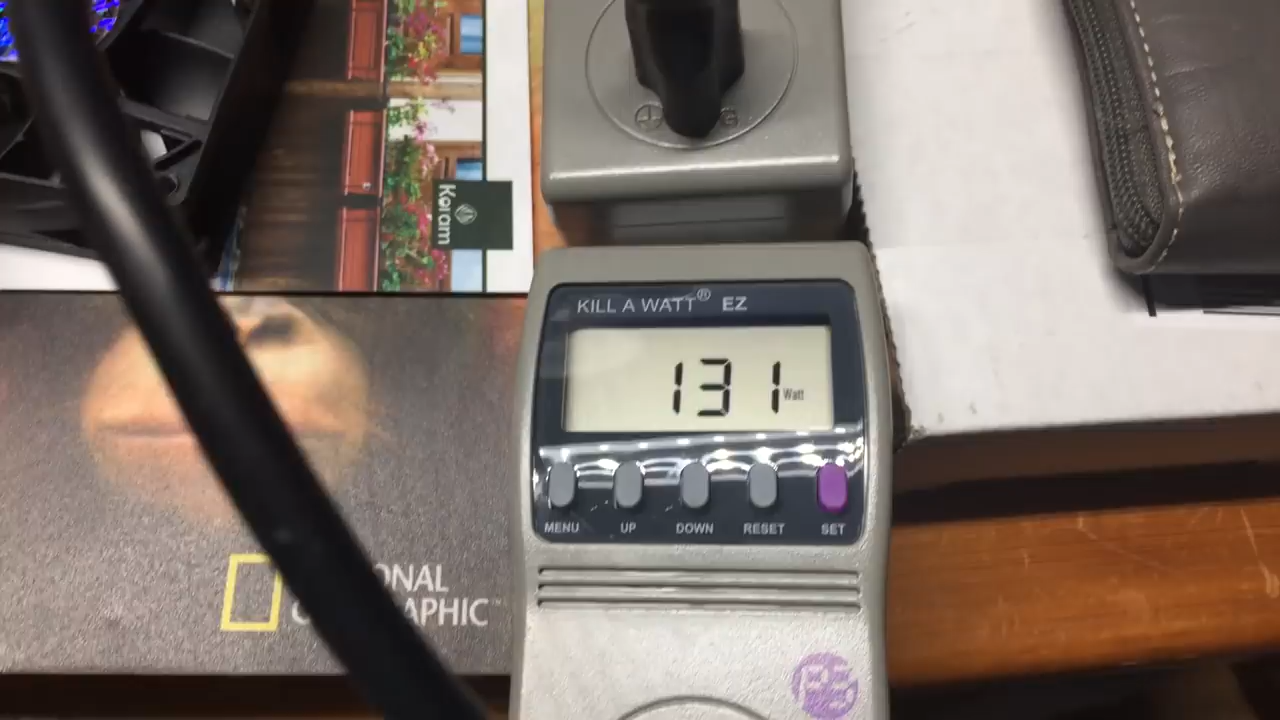 Koram
KILL A WATT® EZ
131 Watt
MENU UP DOWN RESET SET
ONAL
APHIC™